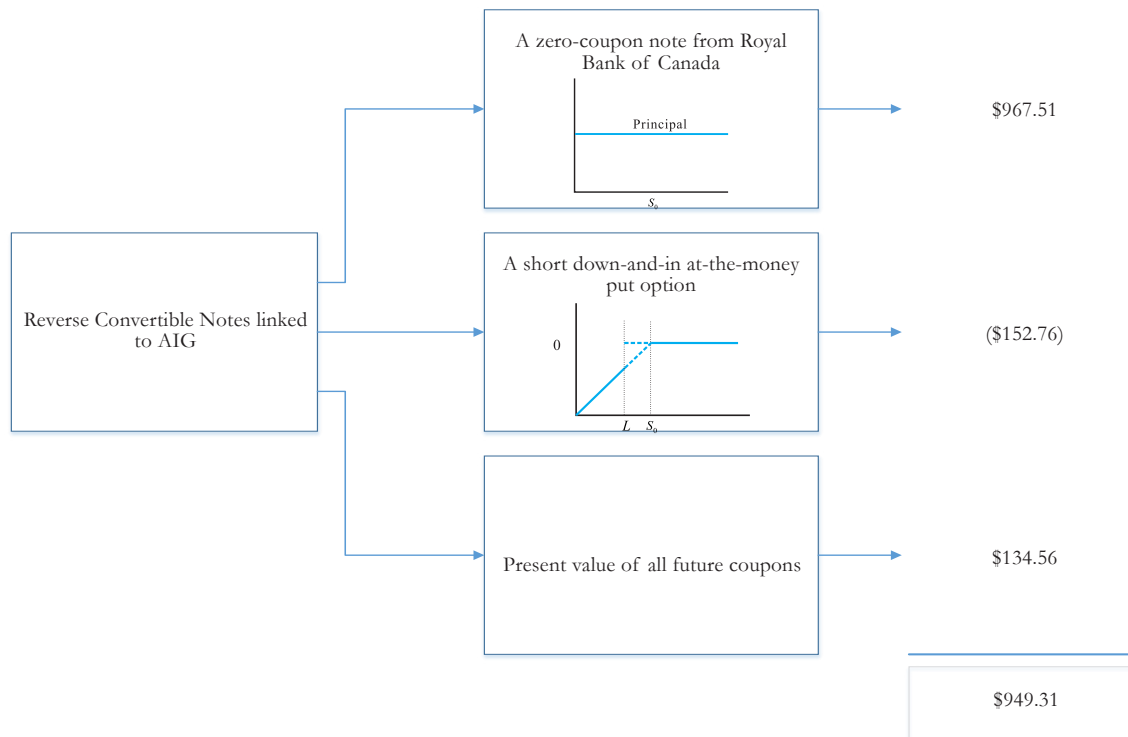 A zero-coupon note from Royal
Bank of Canada
Principal
S₀
$967.51
Reverse Convertible Notes linked
to AIG
A short down-and-in at-the-money
put option
0
L S₀
($152.76)
Present value of all future coupons
$134.56
$949.31